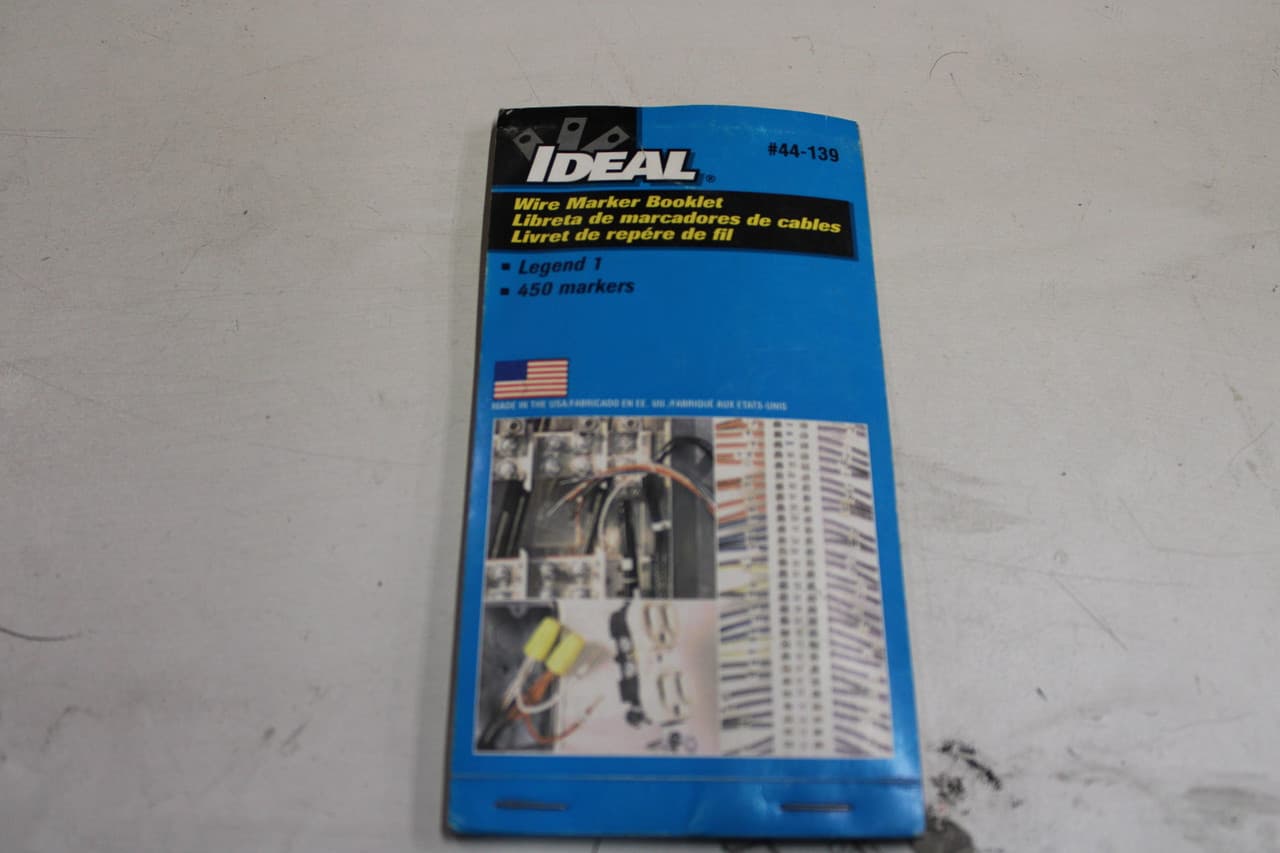 IDEAL®
#44-139
Wire Marker Booklet
Libreta de marcadores de cables
Livret de repére de fil
▪ Legend 1
▪ 450 markers
MADE IN THE USA/FABRICADO EN EE. UU./FABRIQUÉ AUX ETATS-UNIS